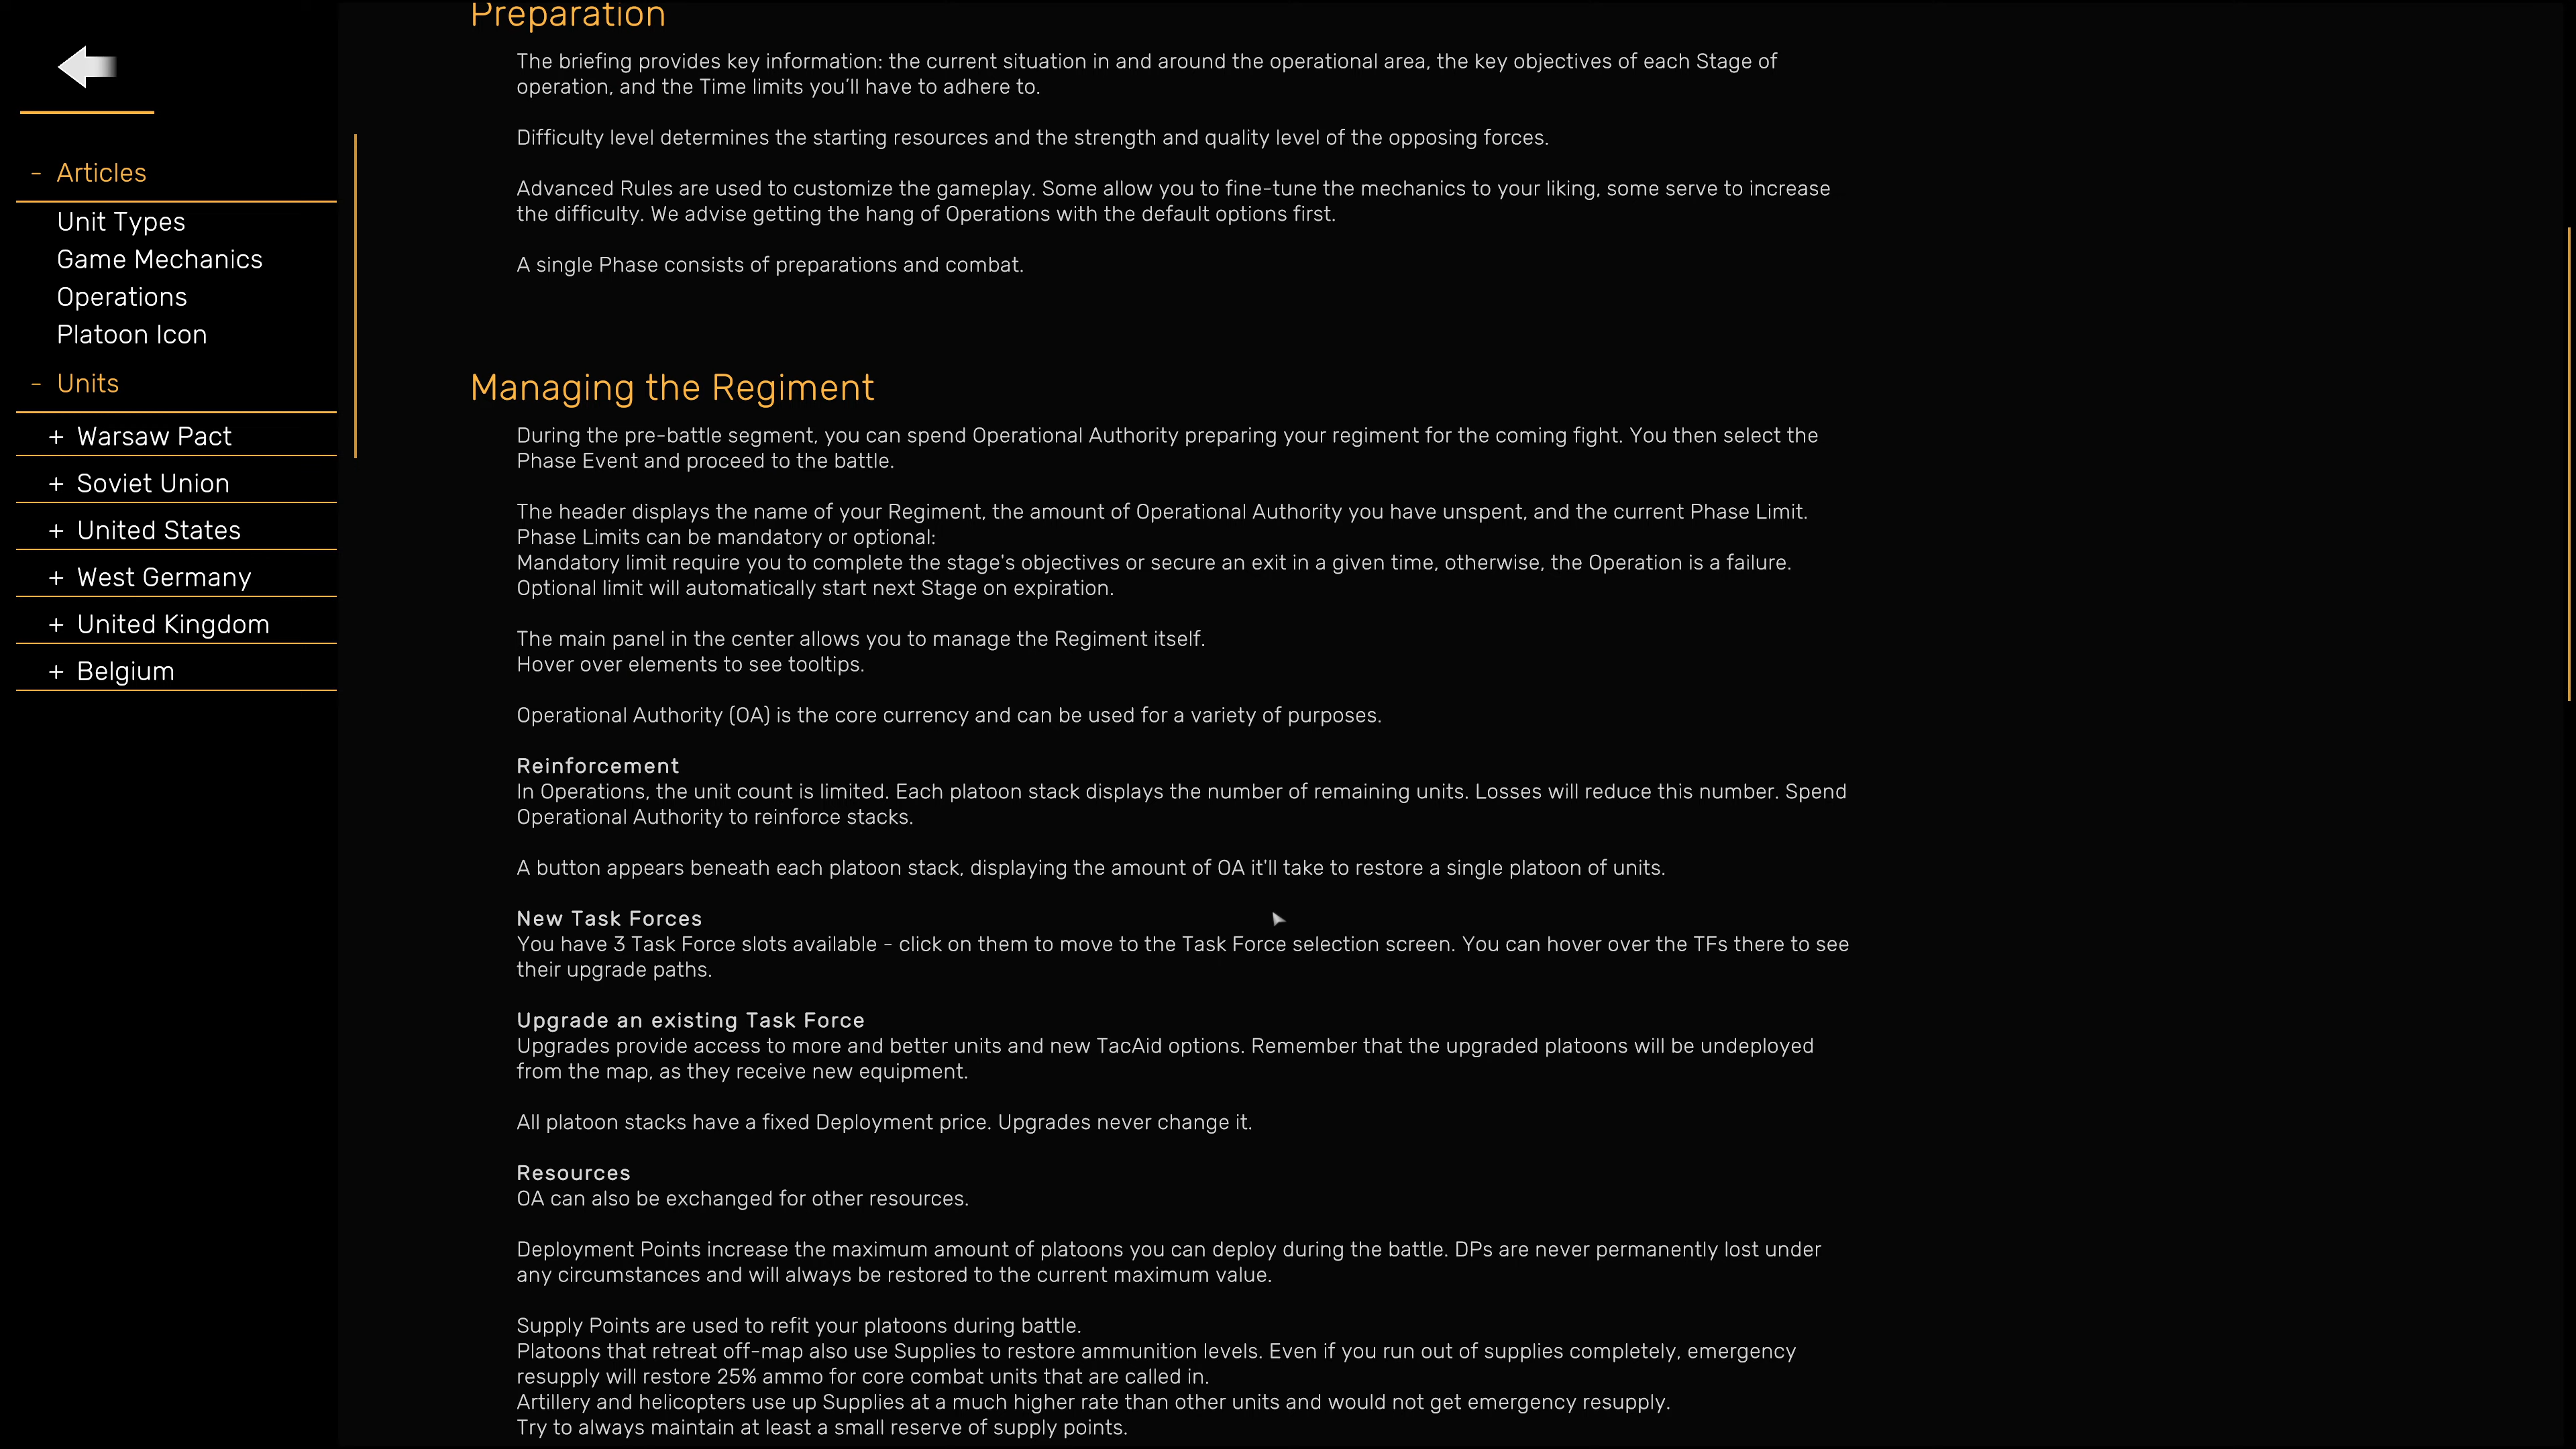 Preparation
The briefing provides key information: the current situation in and around the operational area, the key objectives of each Stage of
operation, and the Time limits you'll have to adhere to.
Difficulty level determines the starting resources and the strength and quality level of the opposing forces.
Advanced Rules are used to customize the gameplay. Some allow you to fine-tune the mechanics to your liking, some serve to increase
the difficulty. We advise getting the hang of Operations with the default options first.
A single Phase consists of preparations and combat.
- Articles
Unit Types
Game Mechanics
Operations
Platoon Icon
- Units
+ Warsaw Pact
+ Soviet Union
+ United States
+ West Germany
+ United Kingdom
+ Belgium
Managing the Regiment
During the pre-battle segment, you can spend Operational Authority preparing your regiment for the coming fight. You then select the
Phase Event and proceed to the battle.
The header displays the name of your Regiment, the amount of Operational Authority you have unspent, and the current Phase Limit.
Phase Limits can be mandatory or optional:
Mandatory limit require you to complete the stage's objectives or secure an exit in a given time, otherwise, the Operation is a failure.
Optional limit will automatically start next Stage on expiration.
The main panel in the center allows you to manage the Regiment itself.
Hover over elements to see tooltips.
Operational Authority (OA) is the core currency and can be used for a variety of purposes.
Reinforcement
In Operations, the unit count is limited. Each platoon stack displays the number of remaining units. Losses will reduce this number. Spend
Operational Authority to reinforce stacks.
A button appears beneath each platoon stack, displaying the amount of OA it'll take to restore a single platoon of units.
New Task Forces
You have 3 Task Force slots available - click on them to move to the Task Force selection screen. You can hover over the TFs there to see
their upgrade paths.
Upgrade an existing Task Force
Upgrades provide access to more and better units and new TacAid options. Remember that the upgraded platoons will be undeployed
from the map, as they receive new equipment.
All platoon stacks have a fixed Deployment price. Upgrades never change it.
Resources
OA can also be exchanged for other resources.
Deployment Points increase the maximum amount of platoons you can deploy during the battle. DPs are never permanently lost under
any circumstances and will always be restored to the current maximum value.
Supply Points are used to refit your platoons during battle.
Platoons that retreat off-map also use Supplies to restore ammunition levels. Even if you run out of supplies completely, emergency
resupply will restore 25% ammo for core combat units that are called in.
Artillery and helicopters use up Supplies at a much higher rate than other units and would not get emergency resupply.
Try to always maintain at least a small reserve of supply points.